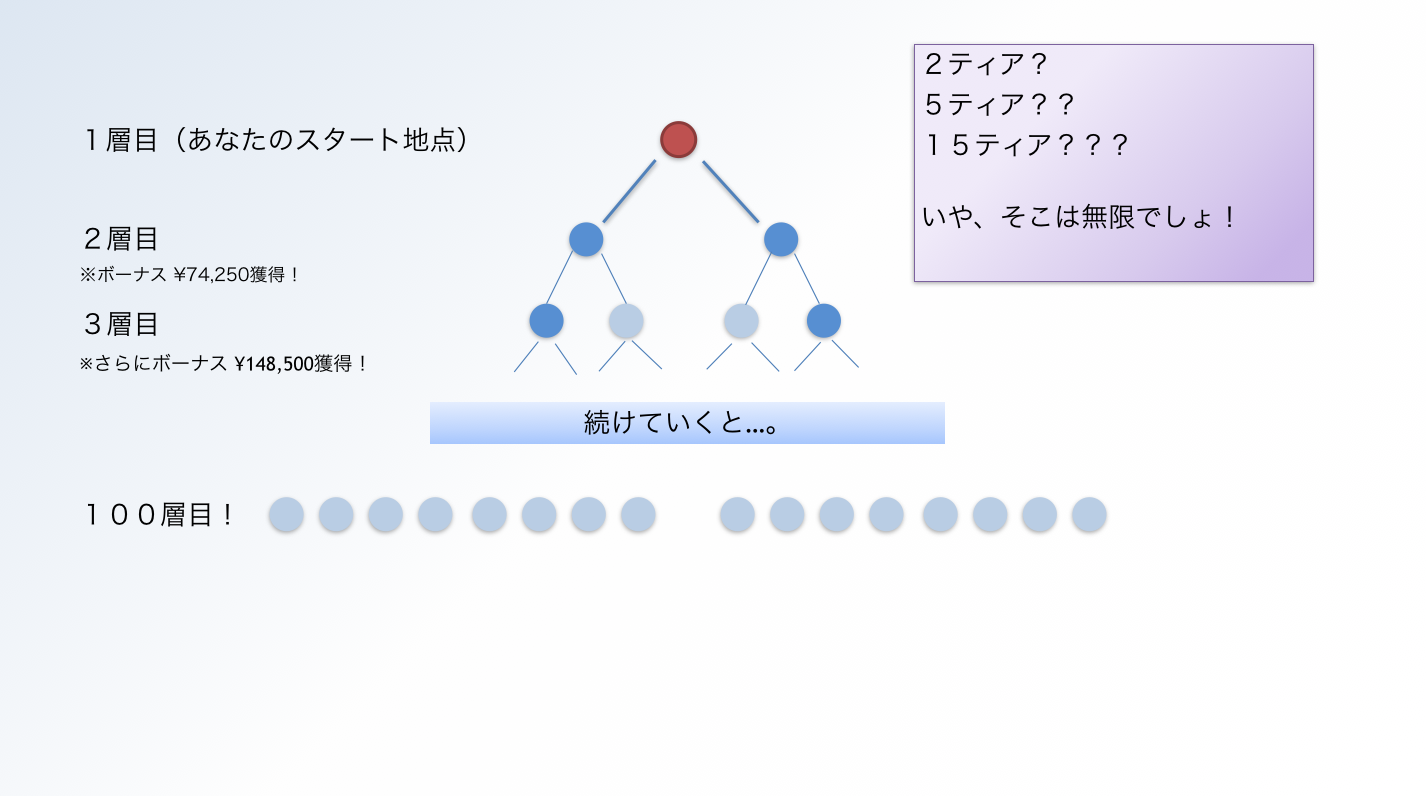 １層目（あなたのスタート地点）
２層目
※ボーナス ¥74,250獲得！
３層目
※さらにボーナス ¥148,500獲得！
２ティア？
５ティア？？
１５ティア？？？
いや、そこは無限でしょ！
続けていくと...。
１００層目！